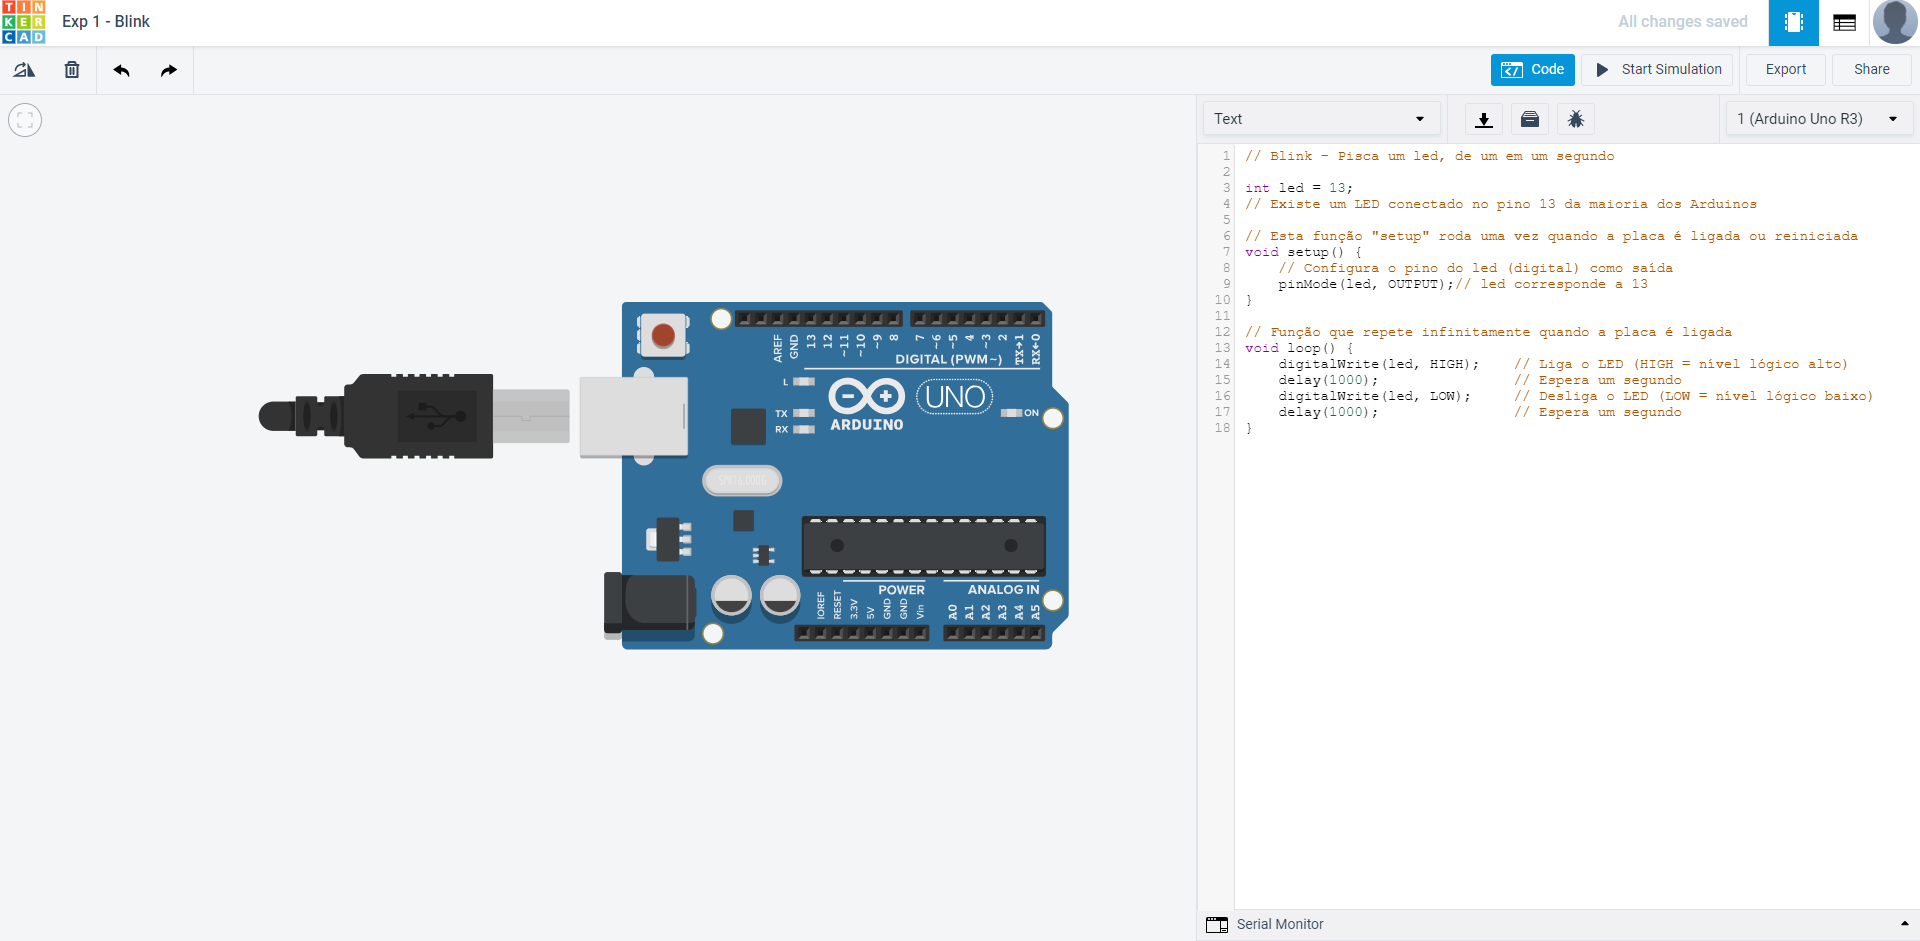 TIN
KER
CAD
Exp 1 - Blink
All changes saved
Code
Start Simulation
Export
Share
Text
1 (Arduino Uno R3)
1 // Blink - Pisca um led, de um em um segundo
2
3 int led = 13;
4 // Existe um LED conectado no pino 13 da maioria dos Arduinos
5
6 // Esta função "setup" roda uma vez quando a placa é ligada ou reiniciada
7 void setup() {
8 // Configura o pino do led (digital) como saída
9 pinMode(led, OUTPUT);// led corresponde a 13
10 }
11
12 // Função que repete infinitamente quando a placa é ligada
13 void loop() {
14 digitalWrite(led, HIGH); // Liga o LED (HIGH = nível lógico alto)
15 delay(1000); // Espera um segundo
16 digitalWrite(led, LOW); // Desliga o LED (LOW = nível lógico baixo)
17 delay(1000); // Espera um segundo
18 }
AREF GND 13 12 ~11 ~10 ~9 8 7 ~6 ~5 4 ~3 2 TX→1 RX←0
DIGITAL (PWM~)
L
TX
RX
ARDUINO
UNO
ON
POWER
ANALOG IN
IOREF RESET 3.3V 5V GND GND Vin A0 A1 A2 A3 A4 A5
Serial Monitor